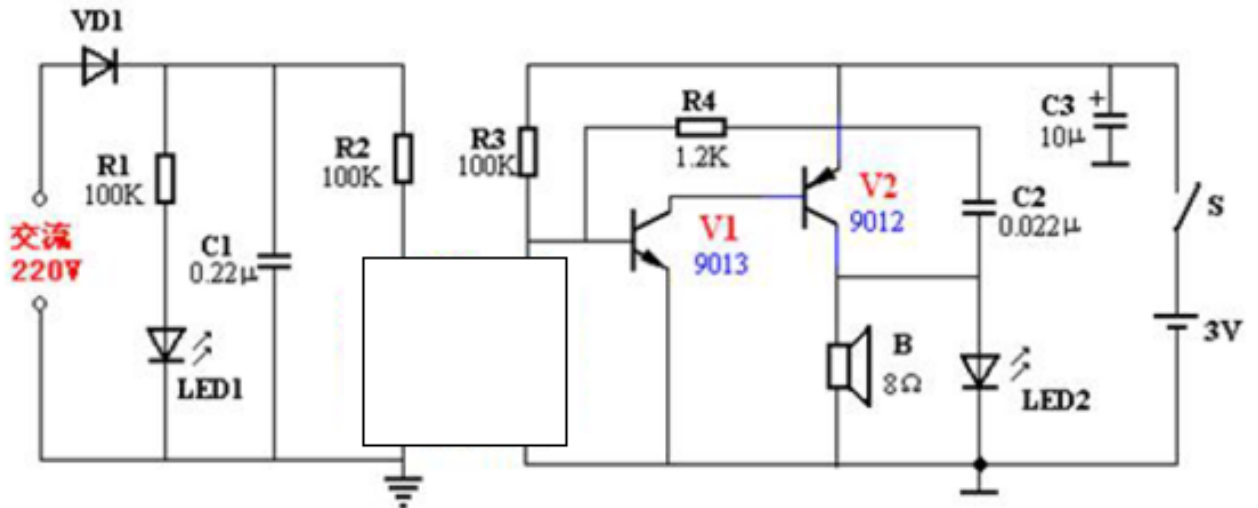 VD1
R1
100K
交流
220V
C1
0.22μ
LED1
R2
100K
R3
100K
R4
1.2K
V1
9013
V2
9012
C3 +
10μ
C2
0.022μ
S
3V
B
8Ω
LED2